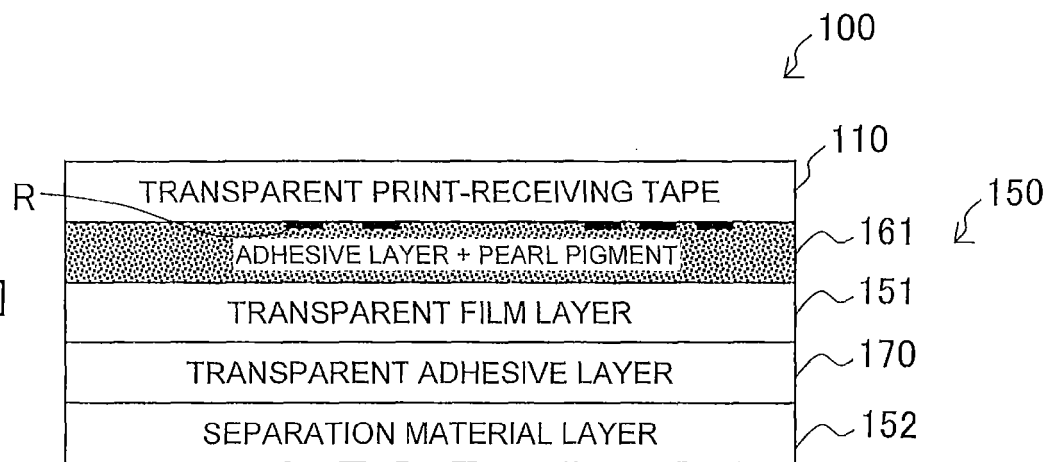 100
110
TRANSPARENT PRINT-RECEIVING TAPE
R
150
161
ADHESIVE LAYER + PEARL PIGMENT
151
TRANSPARENT FILM LAYER
170
TRANSPARENT ADHESIVE LAYER
152
SEPARATION MATERIAL LAYER